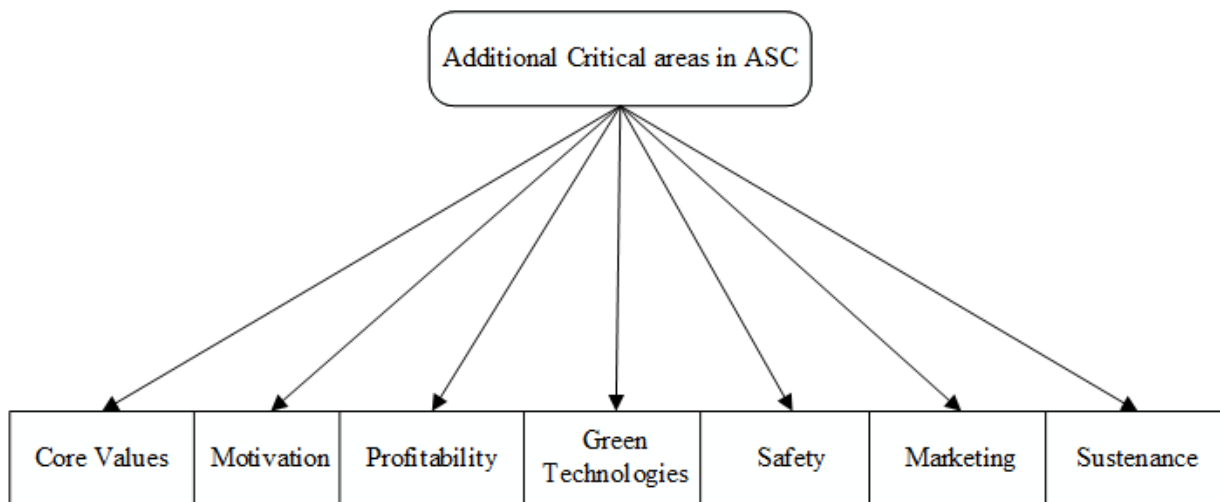 Additional Critical areas in ASC
Core Values
Motivation
Profitability
Green
Technologies
Safety
Marketing
Sustenance